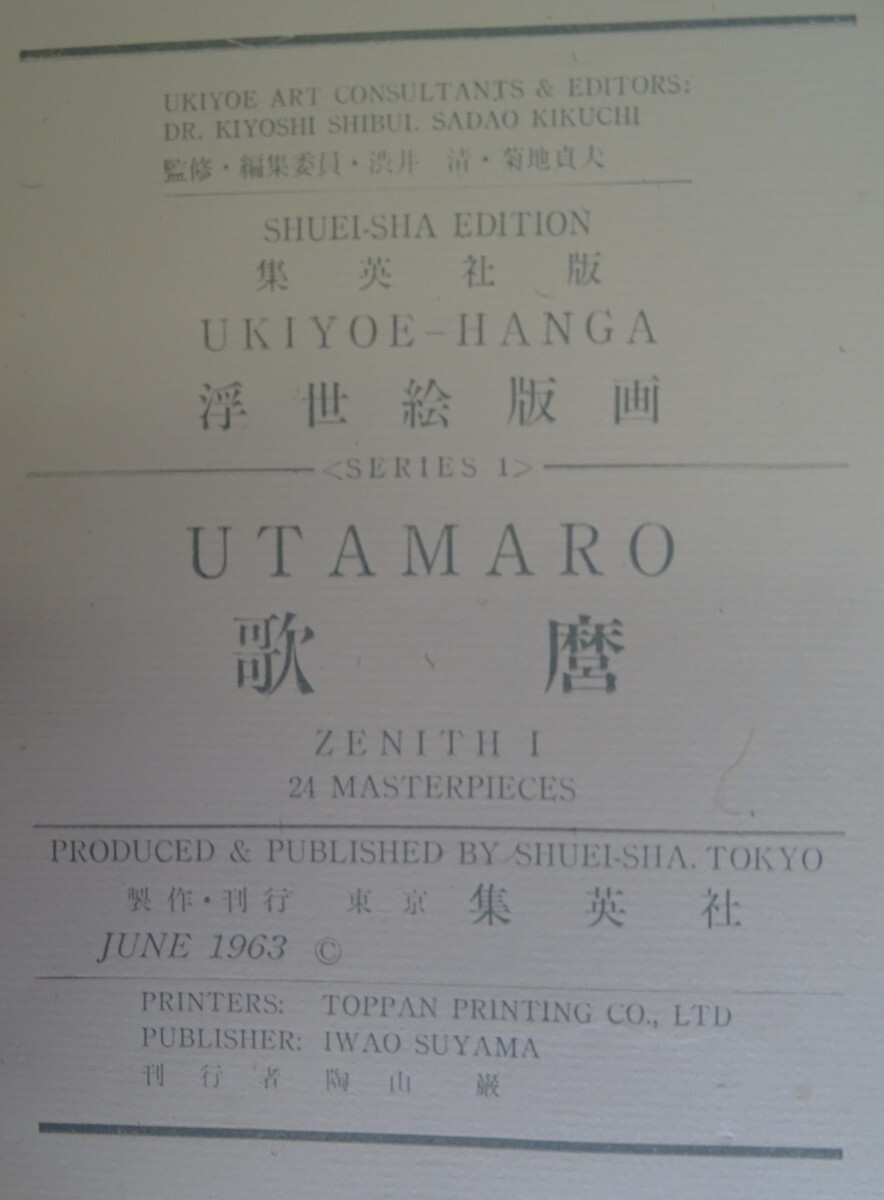 UKIYOE ART CONSULTANTS & EDITORS:
DR. KIYOSHI SHIBUI. SADAO KIKUCHI
監修・編集委員・渋井 清・菊地貞夫
SHUEI-SHA EDITION
集英社版
UKIYOE-HANGA
浮世絵版画
<SERIES 1>
UTAMARO
歌麿
ZENITH I
24 MASTERPIECES
PRODUCED & PUBLISHED BY SHUEI-SHA. TOKYO
製作・刊行 東京 集英社
JUNE 1963 ©
PRINTERS: TOPPAN PRINTING CO., LTD
PUBLISHER: IWAO SUYAMA
刊行者 陶山 巌